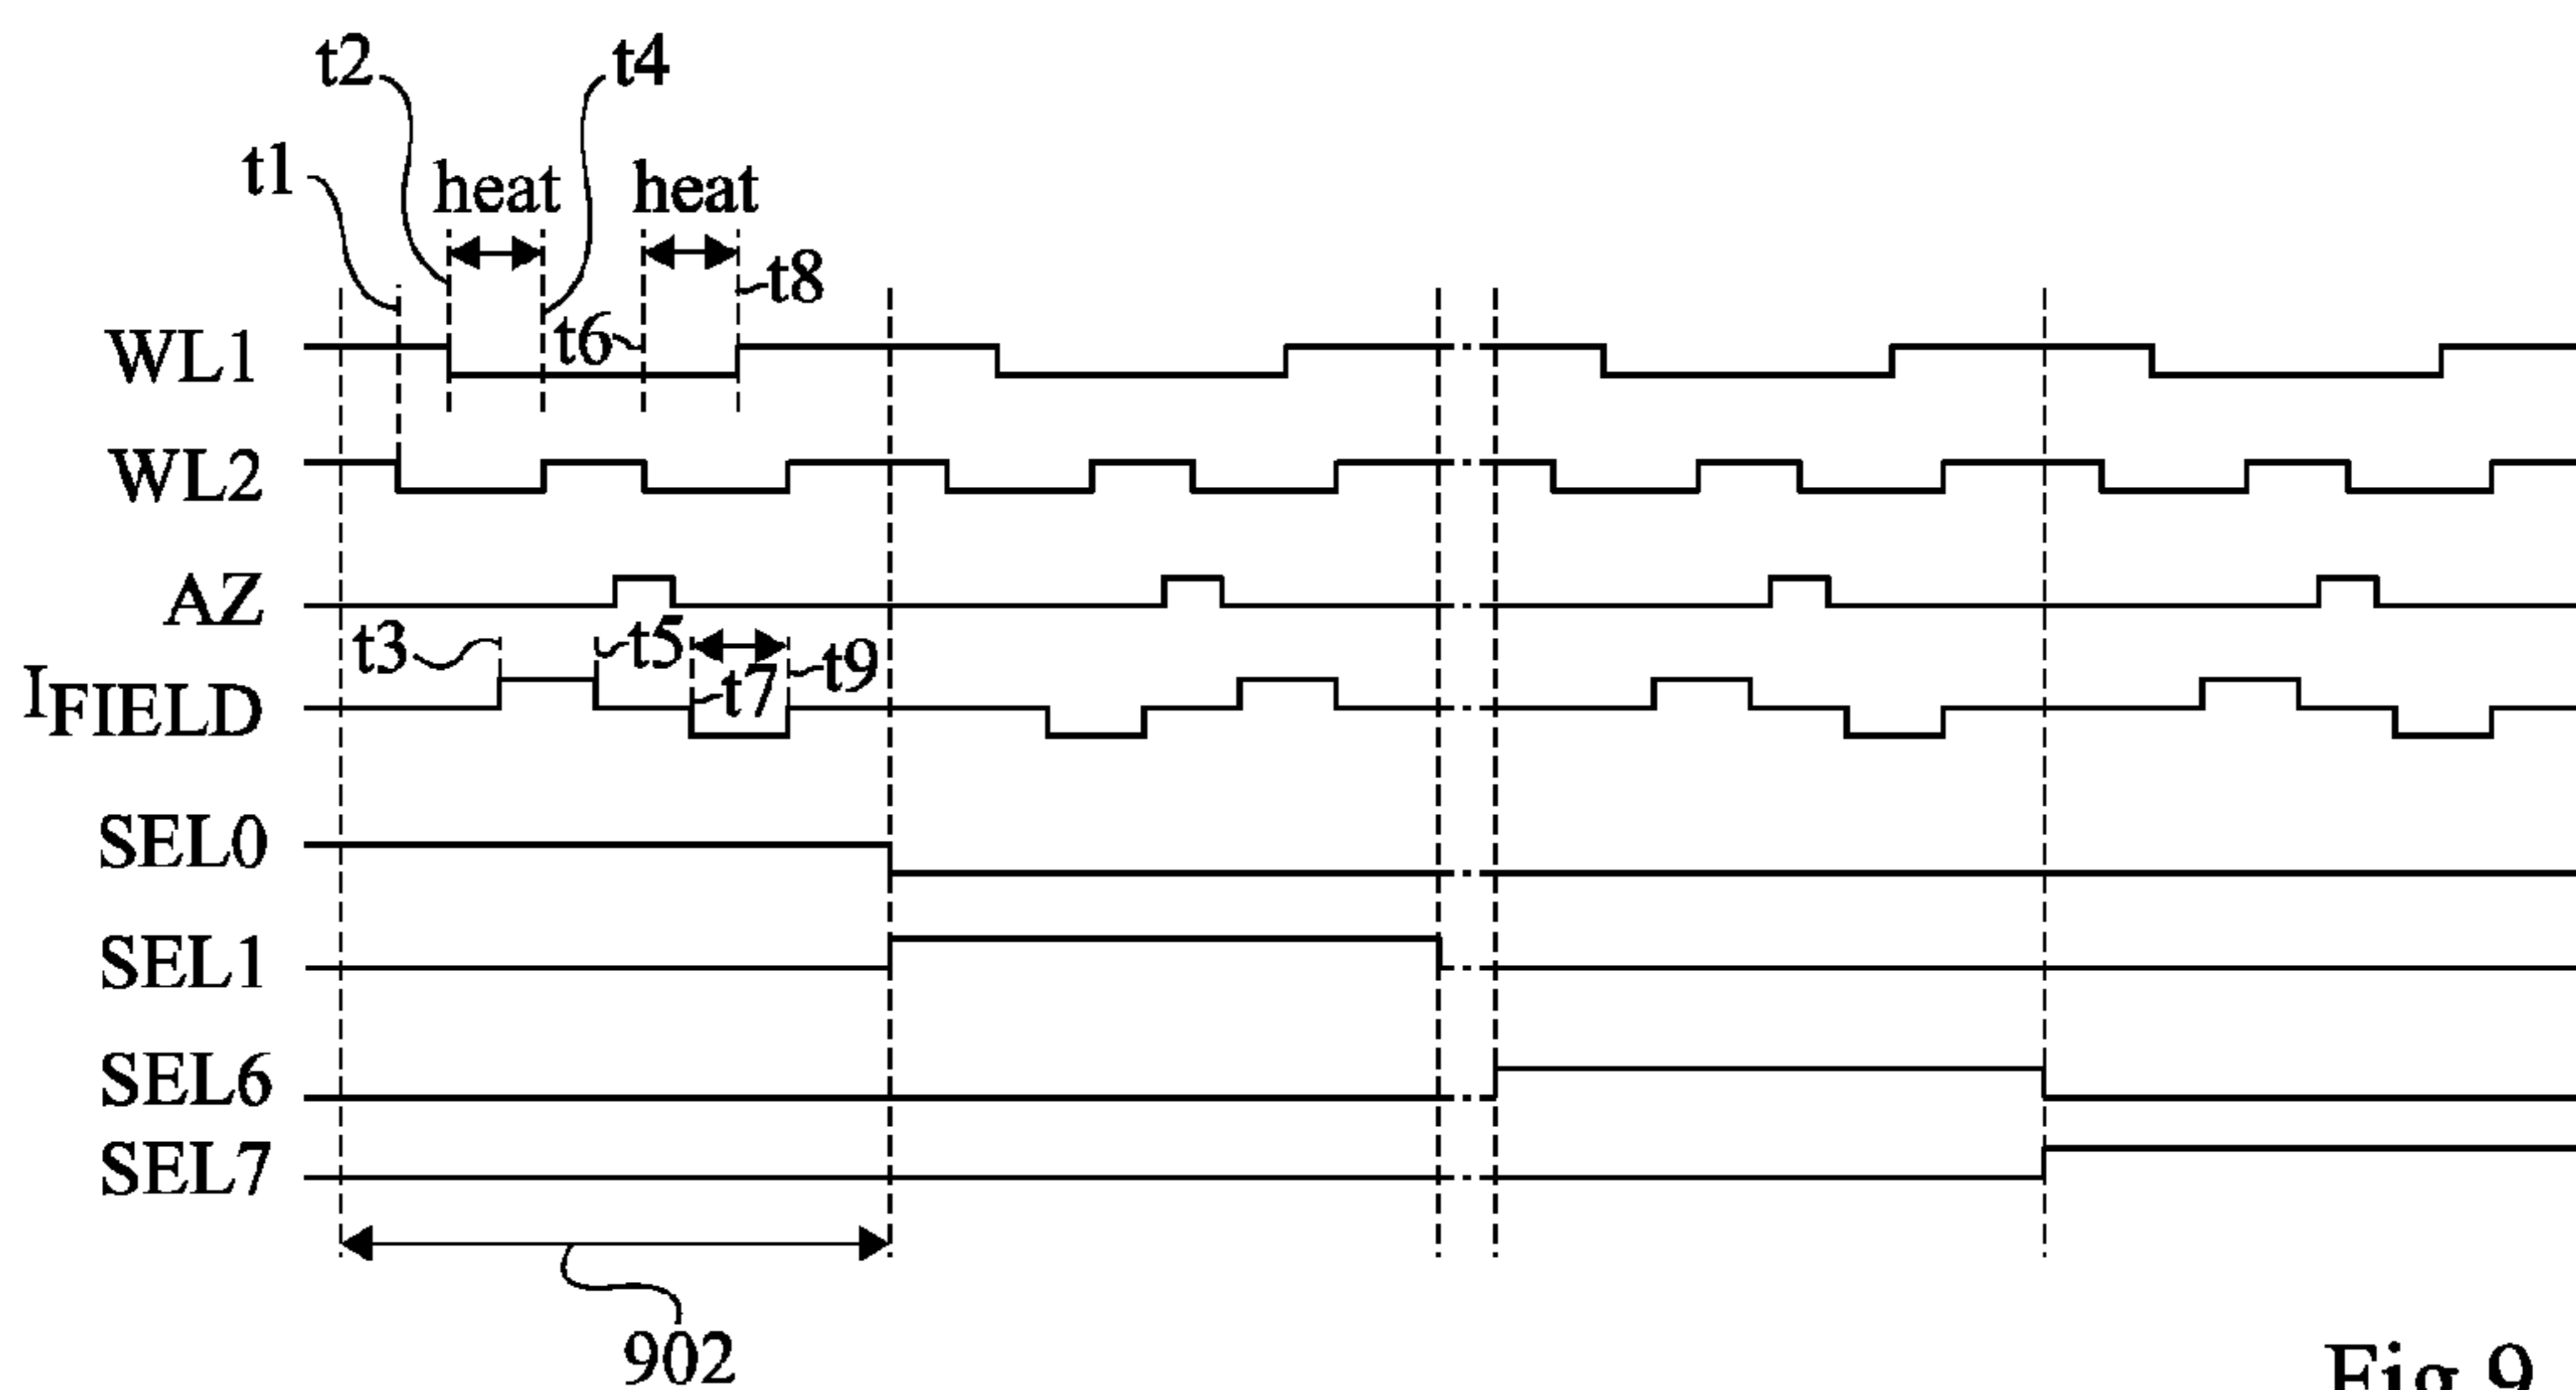 t2
t4
t1
heat
heat
t8
t6
WL1
WL2
AZ
t3
t5
t7
t9
IFIELD
SEL0
SEL1
SEL6
SEL7
902
Fig 9